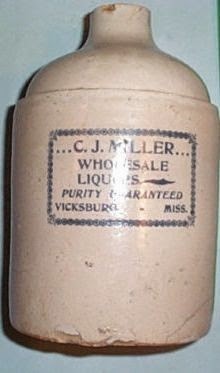 ...C. J. MILLER...
WHOLESALE
LIQUORS
PURITY GUARANTEED
VICKSBURG - MISS.